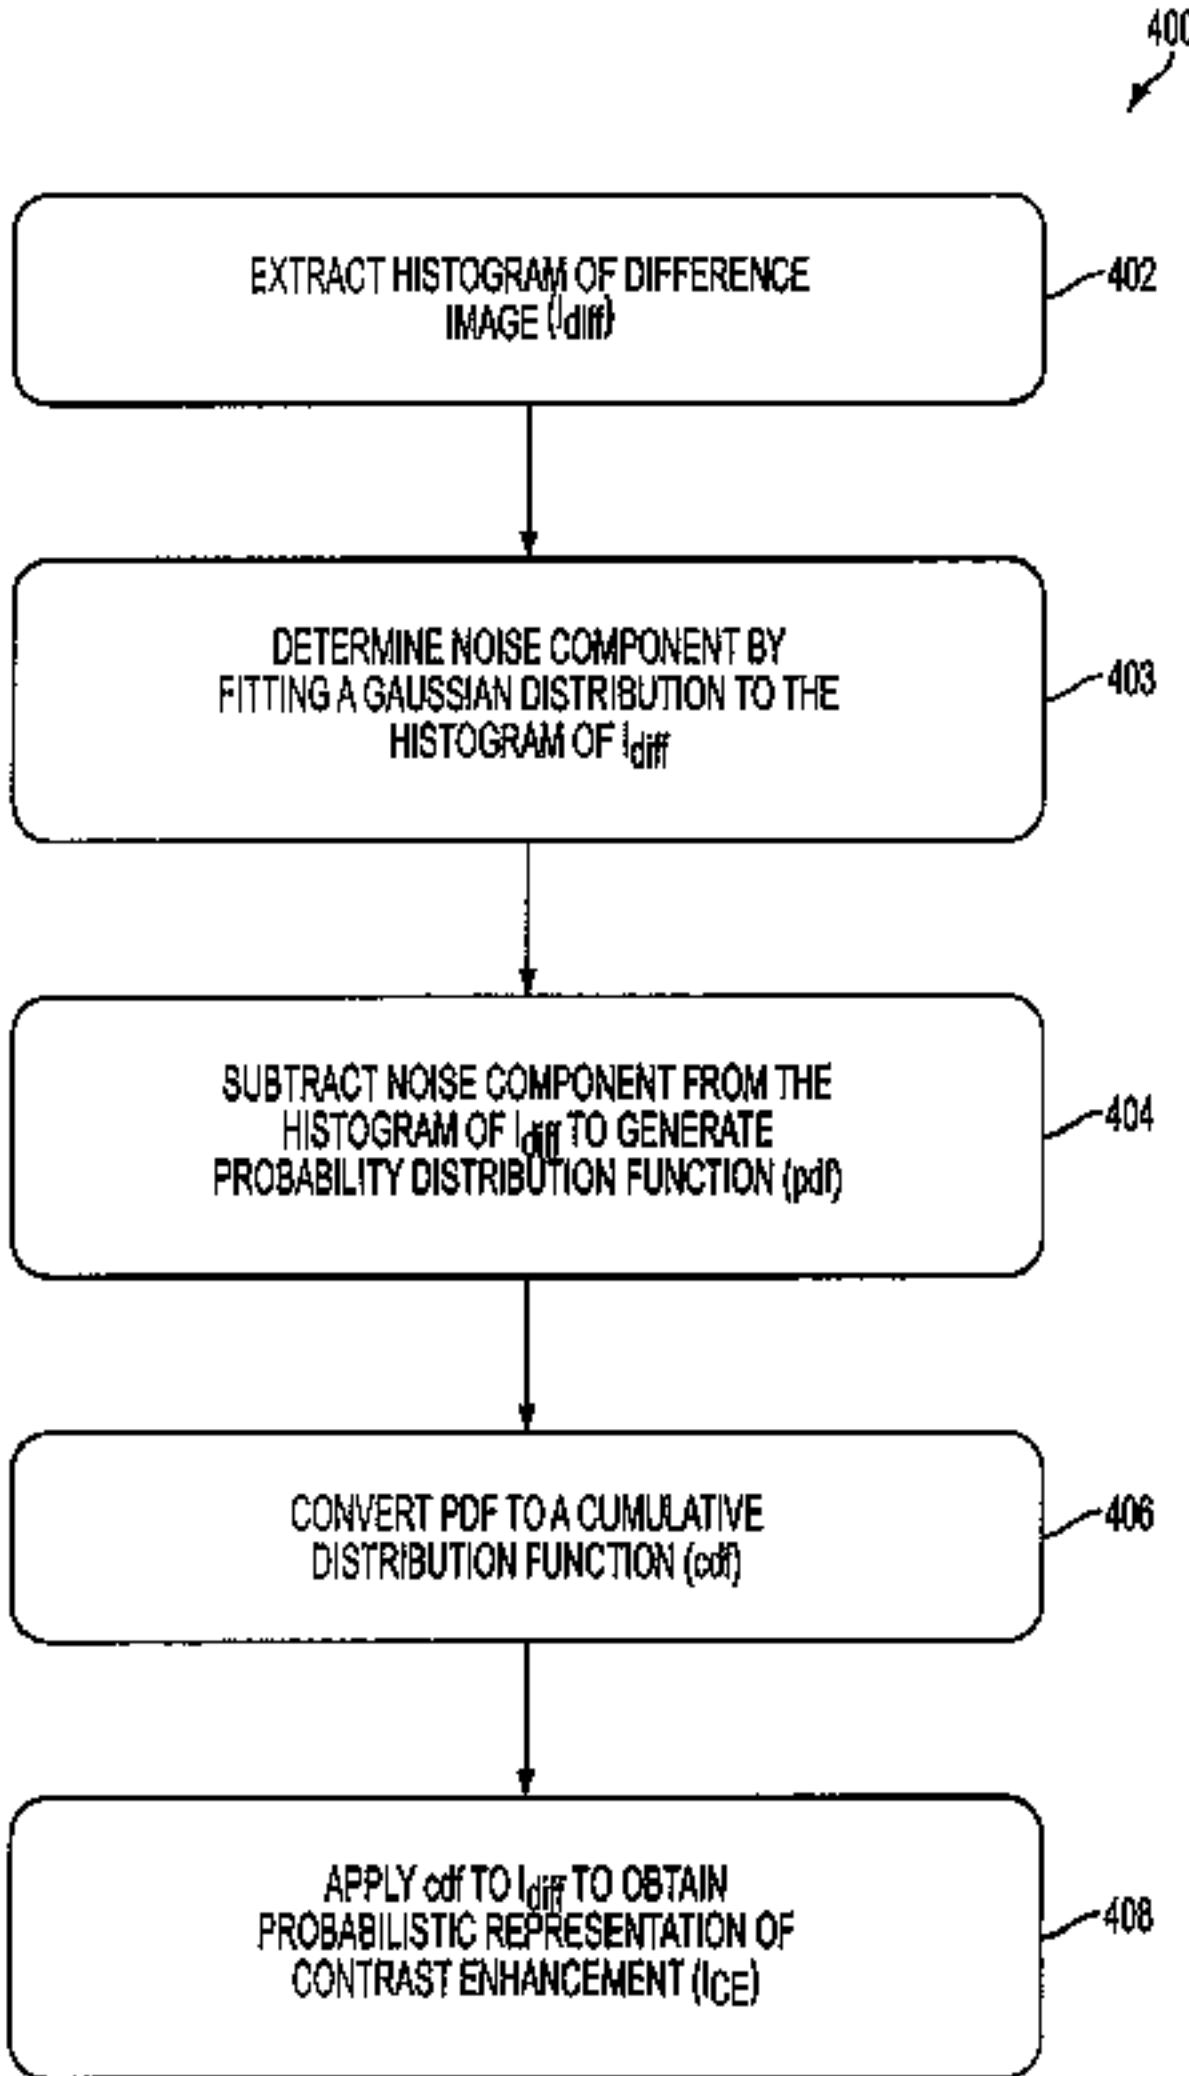 400
EXTRACT HISTOGRAM OF DIFFERENCE
IMAGE (Idiff)
402
DETERMINE NOISE COMPONENT BY
FITTING A GAUSSIAN DISTRIBUTION TO THE
HISTOGRAM OF Idiff
403
SUBTRACT NOISE COMPONENT FROM THE
HISTOGRAM OF Idiff TO GENERATE
PROBABILITY DISTRIBUTION FUNCTION (pdf)
404
CONVERT PDF TO A CUMULATIVE
DISTRIBUTION FUNCTION (cdf)
406
APPLY cdf TO Idiff TO OBTAIN
PROBABILISTIC REPRESENTATION OF
CONTRAST ENHANCEMENT (ICE)
408